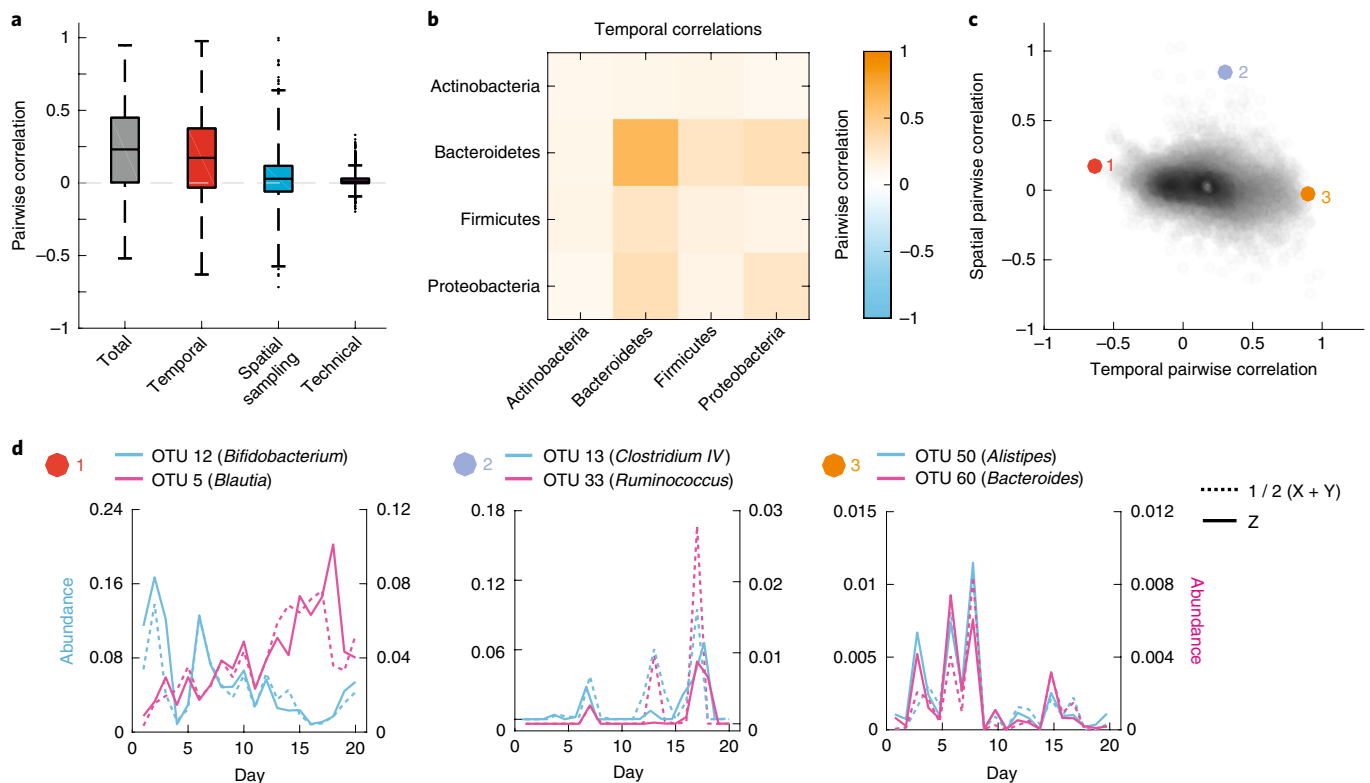 a
1
0.5
0
−0.5
−1
Pairwise correlation
Total
Temporal
Spatial
sampling
Technical
b
Temporal correlations
Actinobacteria
Bacteroidetes
Firmicutes
Proteobacteria
Actinobacteria
Bacteroidetes
Firmicutes
Proteobacteria
Pairwise correlation
1
0.5
0
−0.5
−1
c
Spatial pairwise correlation
1
0.5
0
−0.5
−1
1
2
3
−1
−0.5
0
0.5
1
Temporal pairwise correlation
d
1
OTU 12 (Bifidobacterium)
OTU 5 (Blautia)
2
OTU 13 (Clostridium IV)
OTU 33 (Ruminococcus)
3
OTU 50 (Alistipes)
OTU 60 (Bacteroides)
1 / 2 (X + Y)
Z
Abundance
0.24
0.16
0.08
0
0.12
0.08
0.04
0
0
5
10
15
20
Day
0.18
0.12
0.06
0
0.03
0.02
0.01
0
0
5
10
15
20
Day
0.015
0.01
0.005
0
0.012
0.008
0.004
0
0
5
10
15
20
Day
Abundance